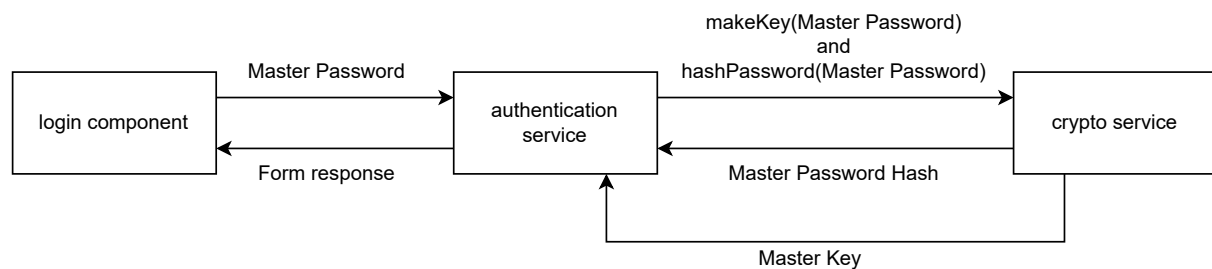 makeKey(Master Password)
and
hashPassword(Master Password)
Master Password
login component
authentication
service
crypto service
Form response
Master Password Hash
Master Key